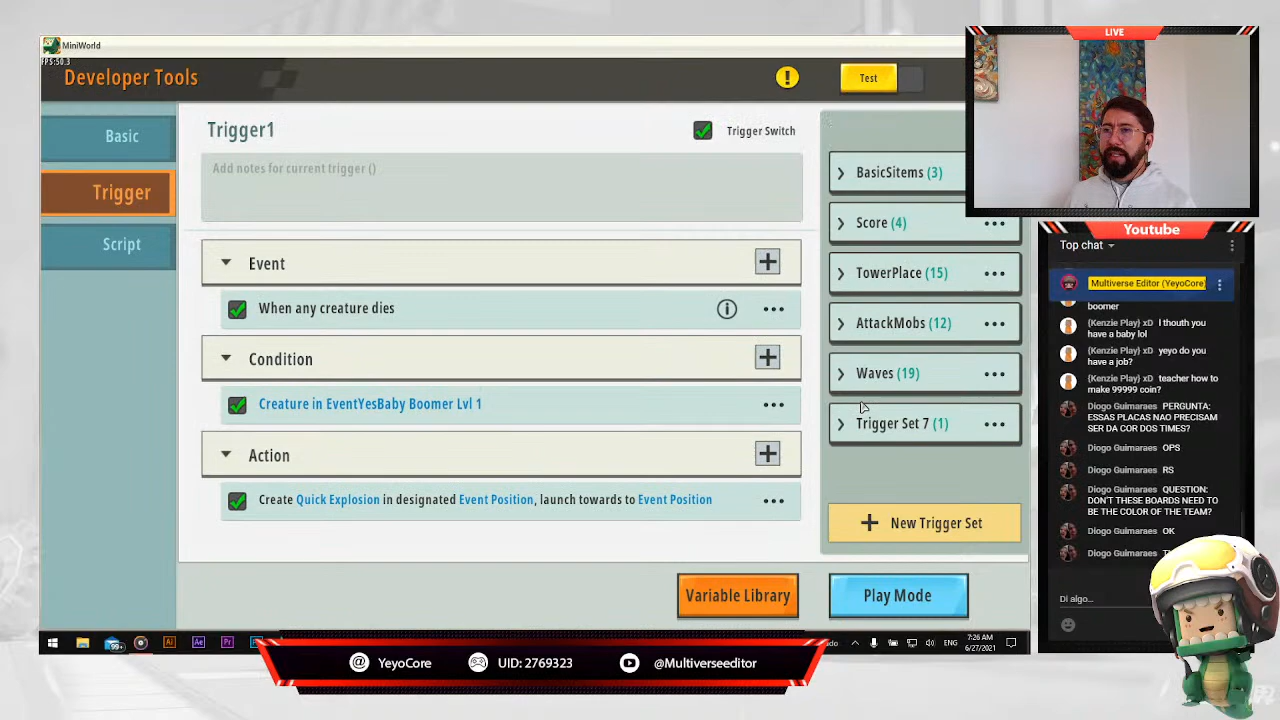 MiniWorld
FPS:50.3
Developer Tools
Test
Basic
Trigger
Script
Trigger1
Trigger Switch
Add notes for current trigger ()
Event
When any creature dies
Condition
Creature in EventYesBaby Boomer Lvl 1
Action
Create Quick Explosion in designated Event Position, launch towards to Event Position
BasicSitems (3)
Score (4)
TowerPlace (15)
AttackMobs (12)
Waves (19)
Trigger Set 7 (1)
New Trigger Set
Variable Library
Play Mode
LIVE
Youtube
Top chat
Multiverse Editor (YeyoCore)
boomer
(Kenzie Play) xD I thouth you
have a baby lol
(Kenzie Play) xD yeyo do you
have a job?
(Kenzie Play) xD teacher how to
make 99999 coin?
Diogo Guimaraes PERGUNTA:
ESSAS PLACAS NAO PRECISAM
SER DA COR DOS TIMES?
Diogo Guimaraes OPS
Diogo Guimaraes RS
Diogo Guimaraes QUESTION:
DON'T THESE BOARDS NEED TO
BE THE COLOR OF THE TEAM?
Diogo Guimaraes OK
Diogo Guimaraes
Di algo...
99+
Ai
Ae
Pr
ENG
7:26 AM
6/27/2021
YeyoCore
UID: 2769323
@Multiverseeditor